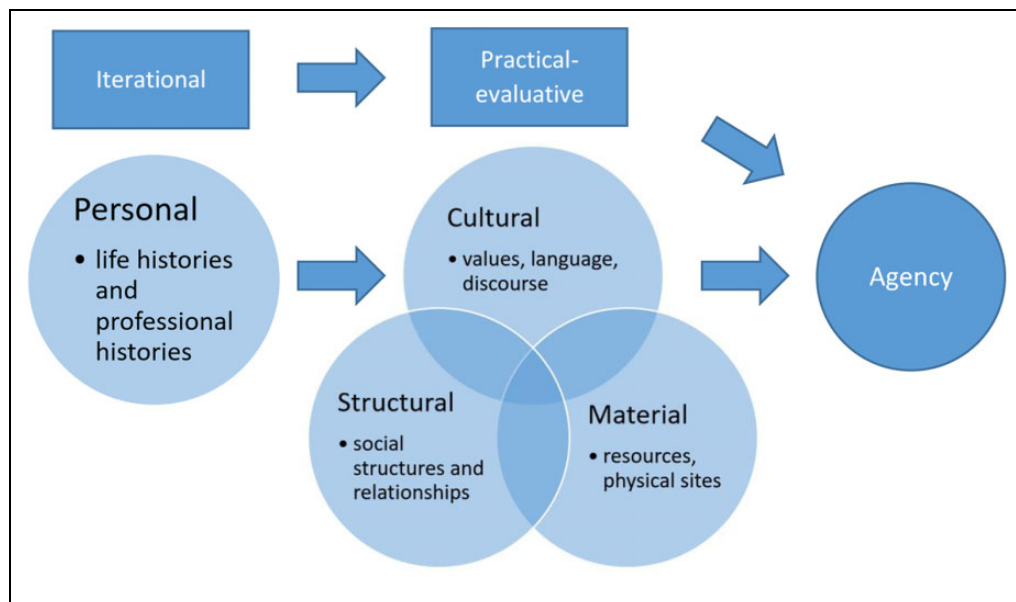 Iterational
Practical-
evaluative
Personal
• life histories
and
professional
histories
Cultural
• values, language,
discourse
Agency
Structural
• social
structures and
relationships
Material
• resources,
physical sites